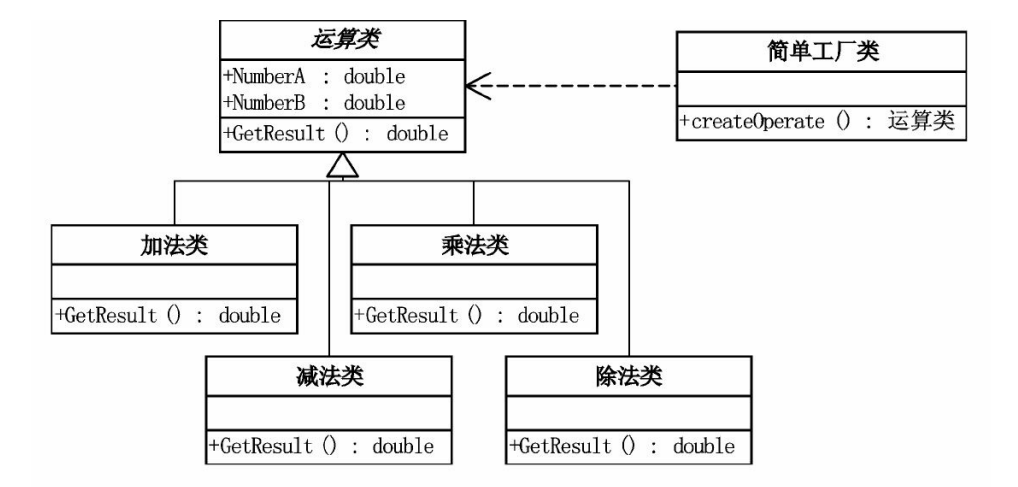 运算类
+NumberA : double
+NumberB : double
+GetResult () : double
简单工厂类
+createOperate () : 运算类
加法类
+GetResult () : double
乘法类
+GetResult () : double
减法类
+GetResult () : double
除法类
+GetResult () : double